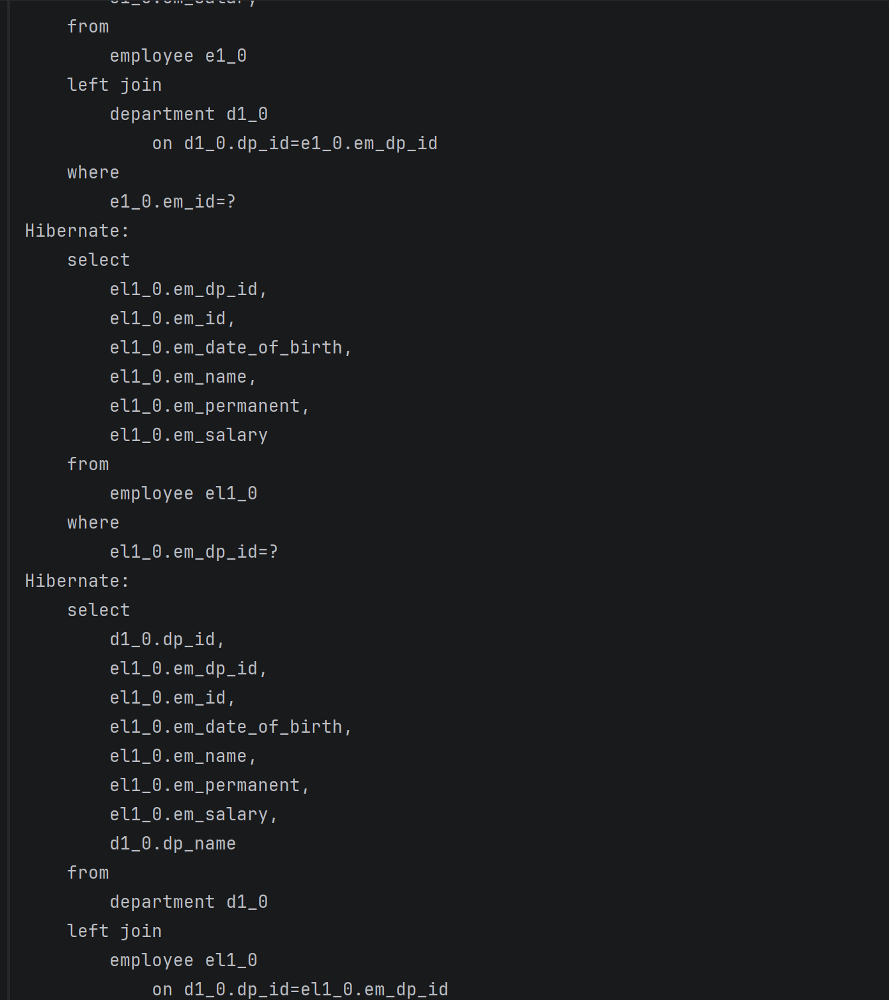 from
employee e1_0
left join
department d1_0
on d1_0.dp_id=e1_0.em_dp_id
where
e1_0.em_id=?
Hibernate:
select
el1_0.em_dp_id,
el1_0.em_id,
el1_0.em_date_of_birth,
el1_0.em_name,
el1_0.em_permanent,
el1_0.em_salary
from
employee el1_0
where
el1_0.em_dp_id=?
Hibernate:
select
d1_0.dp_id,
el1_0.em_dp_id,
el1_0.em_id,
el1_0.em_date_of_birth,
el1_0.em_name,
el1_0.em_permanent,
el1_0.em_salary,
d1_0.dp_name
from
department d1_0
left join
employee el1_0
on d1_0.dp_id=el1_0.em_dp_id